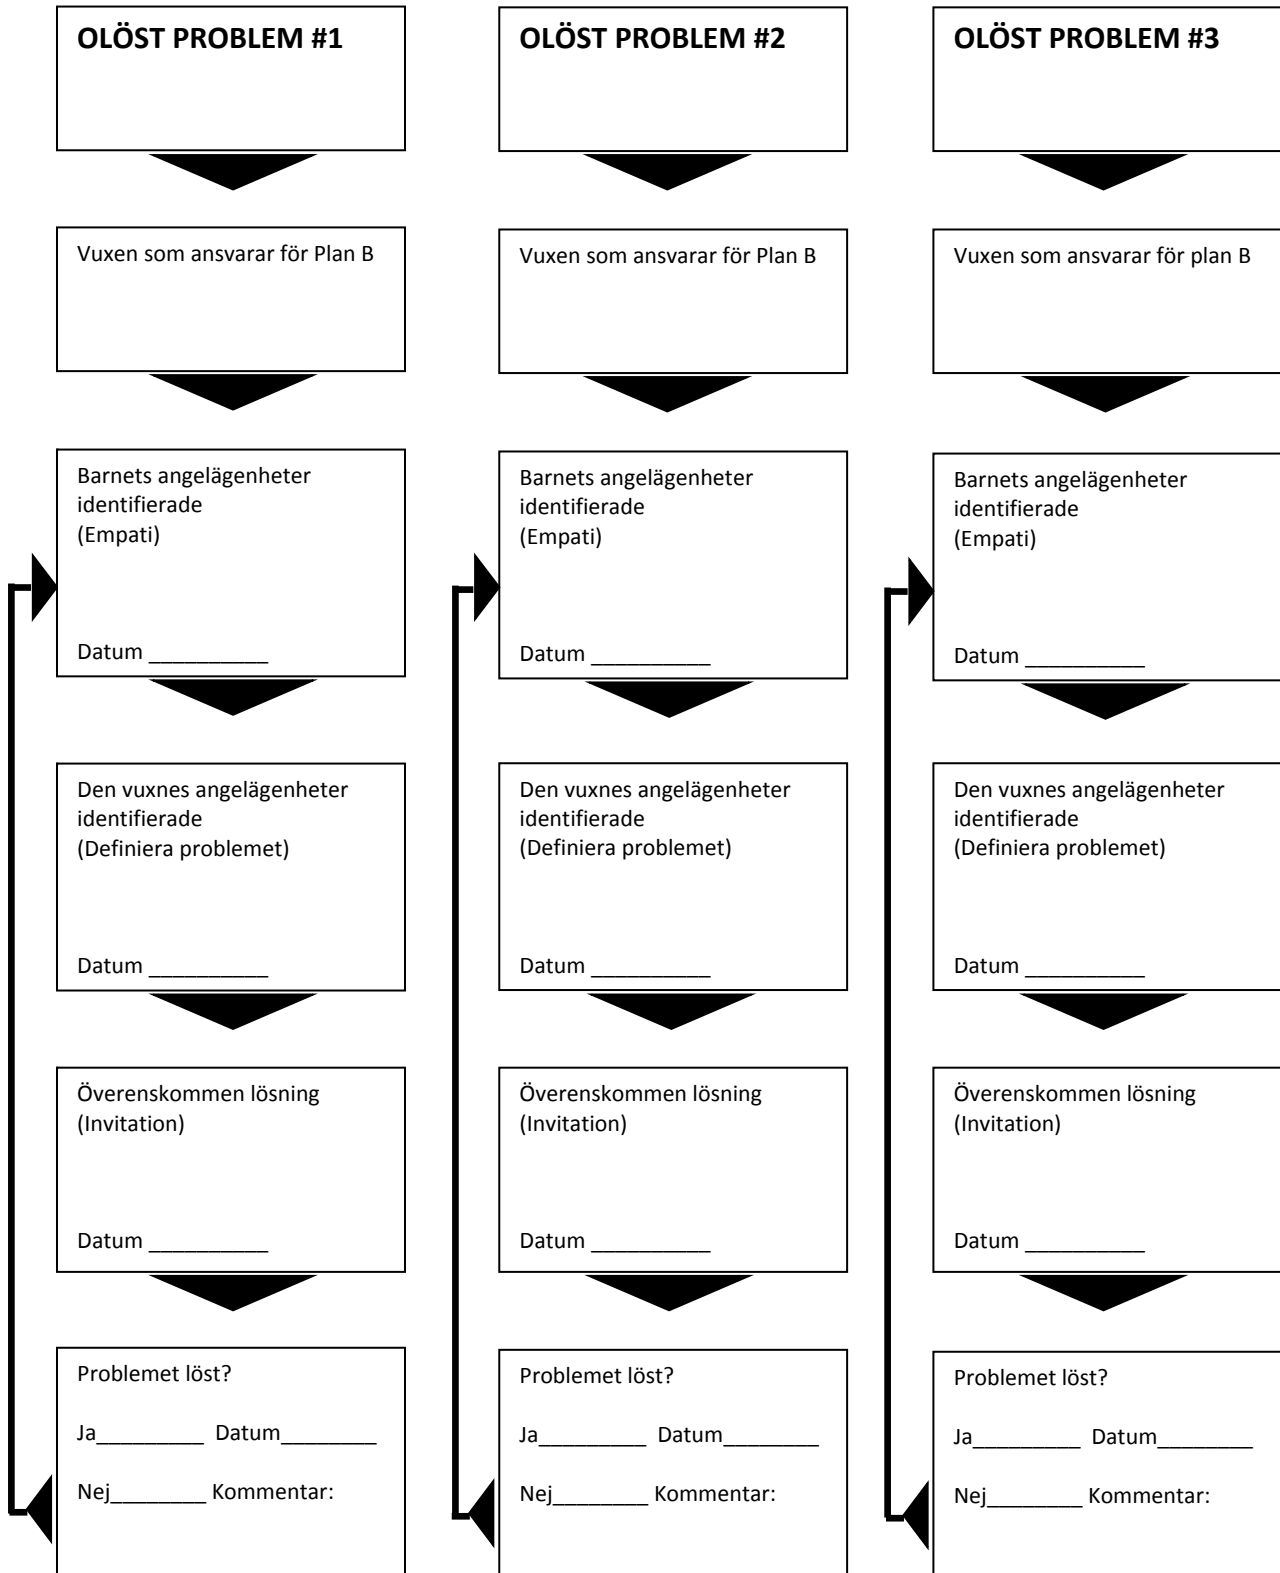 OLÖST PROBLEM #1
Vuxen som ansvarar för Plan B
Barnets angelägenheter
identifierade
(Empati)
Datum __________
Den vuxnes angelägenheter
identifierade
(Definiera problemet)
Datum __________
Överenskommen lösning
(Invitation)
Datum __________
Problemet löst?
Ja_________ Datum________
Nej________ Kommentar:
OLÖST PROBLEM #2
Vuxen som ansvarar för Plan B
Barnets angelägenheter
identifierade
(Empati)
Datum __________
Den vuxnes angelägenheter
identifierade
(Definiera problemet)
Datum __________
Överenskommen lösning
(Invitation)
Datum __________
Problemet löst?
Ja_________ Datum________
Nej________ Kommentar:
OLÖST PROBLEM #3
Vuxen som ansvarar för plan B
Barnets angelägenheter
identifierade
(Empati)
Datum __________
Den vuxnes angelägenheter
identifierade
(Definiera problemet)
Datum __________
Överenskommen lösning
(Invitation)
Datum __________
Problemet löst?
Ja_________ Datum________
Nej________ Kommentar: